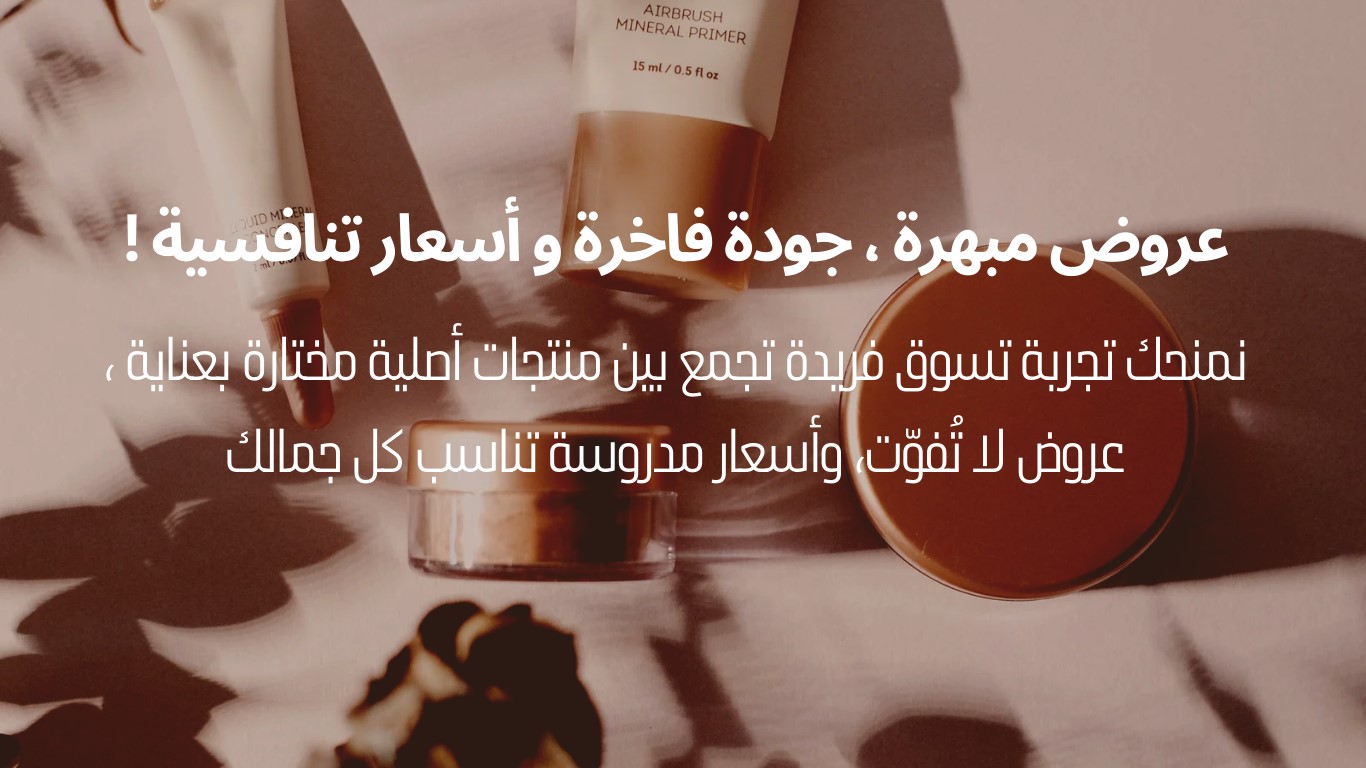 AIRBRUSH
MINERAL PRIMER
15 ml / 0.5 fl oz
عروض مبهرة ، جودة فاخرة و أسعار تنافسية !
نمنحك تجربة تسوق فريدة تجمع بين منتجات أصلية مختارة بعناية ،
عروض لا تُفوّت، وأسعار مدروسة تناسب كل جمالك